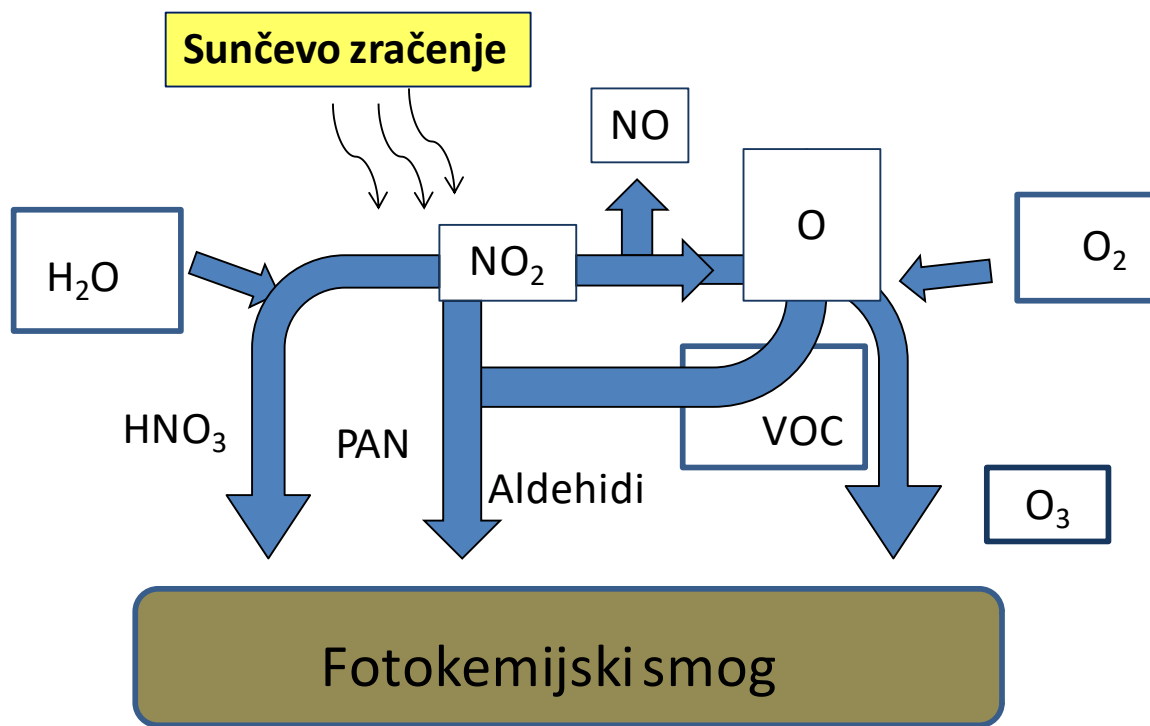 Sunčevo zračenje
NO
O
O₂
H₂O
NO₂
HNO₃
PAN
VOC
Aldehidi
O₃
Fotokemijski smog